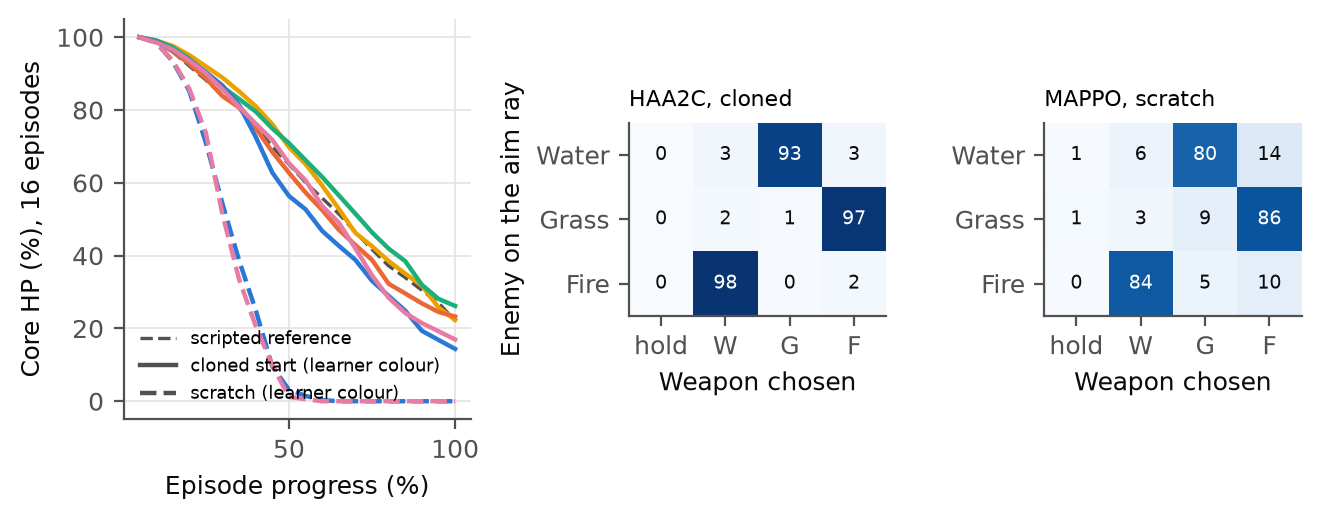 Core HP (%), 16 episodes
100
80
60
40
20
0
scripted reference
cloned start (learner colour)
scratch (learner colour)
50
100
Episode progress (%)
Enemy on the aim ray
HAA2C, cloned
Water 0 3 93 3
Grass 0 2 1 97
Fire 0 98 0 2
hold W G F
Weapon chosen
MAPPO, scratch
Water 1 6 80 14
Grass 1 3 9 86
Fire 0 84 5 10
hold W G F
Weapon chosen